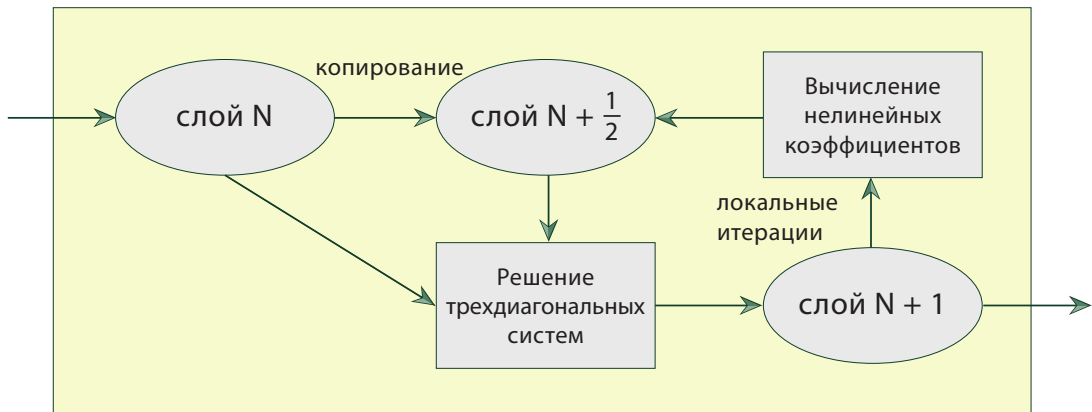 копирование
слой N
слой N + 1/2
Вычисление
нелинейных
коэффициентов
локальные
итерации
Решение
трехдиагональных
систем
слой N + 1